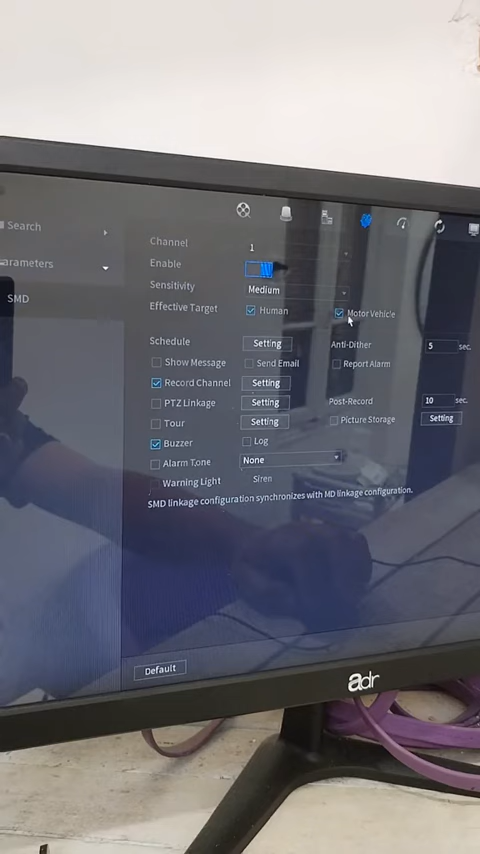 Search
arameters
SMD
Channel 1
Enable
Sensitivity Medium
Effective Target Human Motor Vehicle
Schedule Setting Anti-Dither 5 sec.
Show Message Send Email Report Alarm
Record Channel Setting
PTZ Linkage Setting Post-Record 10 sec.
Tour Setting Picture Storage Setting
Buzzer Log
Alarm Tone None
Warning Light Siren
SMD linkage configuration synchronizes with MD linkage configuration.
Default
adr